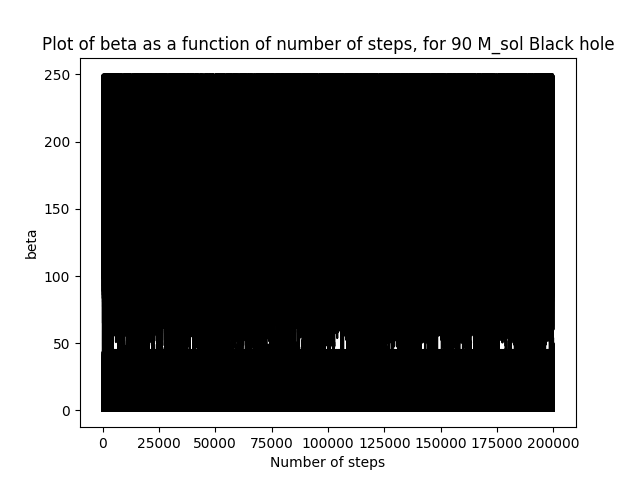 Plot of beta as a function of number of steps, for 90 M_sol Black hole
250
200
150
100
50
0
beta
0 25000 50000 75000 100000 125000 150000 175000 200000
Number of steps